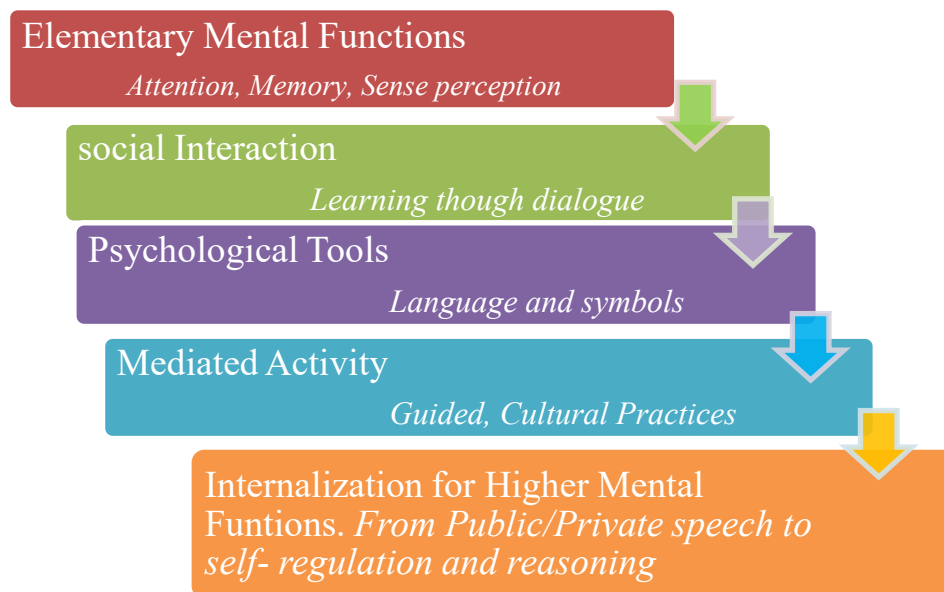 Elementary Mental Functions
Attention, Memory, Sense perception
social Interaction
Learning though dialogue
Psychological Tools
Language and symbols
Mediated Activity
Guided, Cultural Practices
Internalization for Higher Mental
Funtions. From Public/Private speech to
self- regulation and reasoning